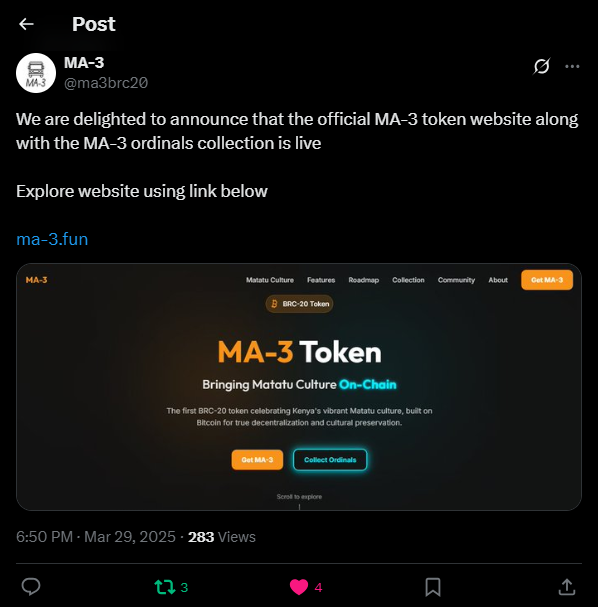 Post
MA-3
MA-3
@ma3brc20
We are delighted to announce that the official MA-3 token website along
with the MA-3 ordinals collection is live
Explore website using link below
ma-3.fun
MA-3 Matatu Culture Features Roadmap Collection Community About Get MA-3
BRC-20 Token
MA-3 Token
Bringing Matatu Culture On-Chain
The first BRC-20 token celebrating Kenya's vibrant Matatu culture, built on
Bitcoin for true decentralization and cultural preservation.
Get MA-3 Collect Ordinals
Scroll to explore
6:50 PM · Mar 29, 2025 · 283 Views
3 4